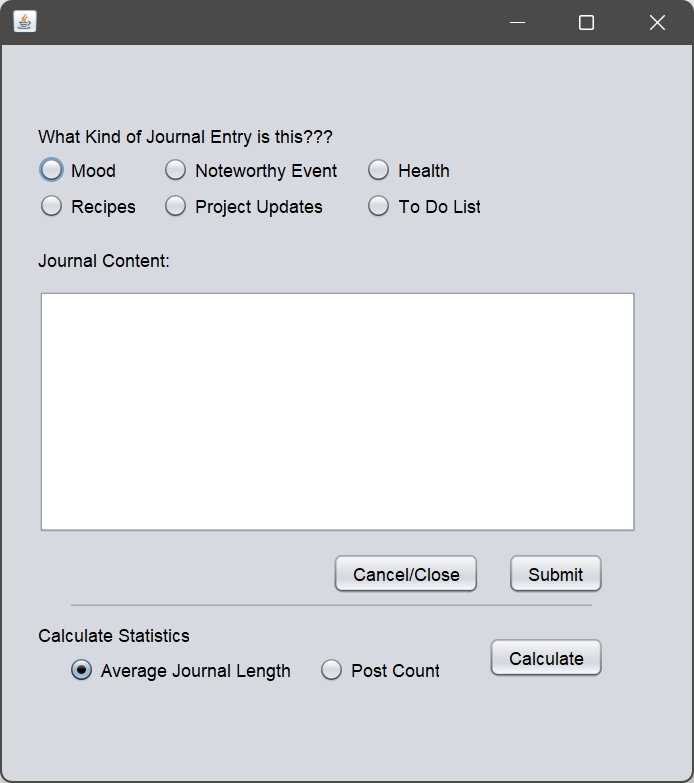 What Kind of Journal Entry is this???
Mood Noteworthy Event Health
Recipes Project Updates To Do List
Journal Content:
Cancel/Close Submit
Calculate Statistics
Average Journal Length Post Count Calculate